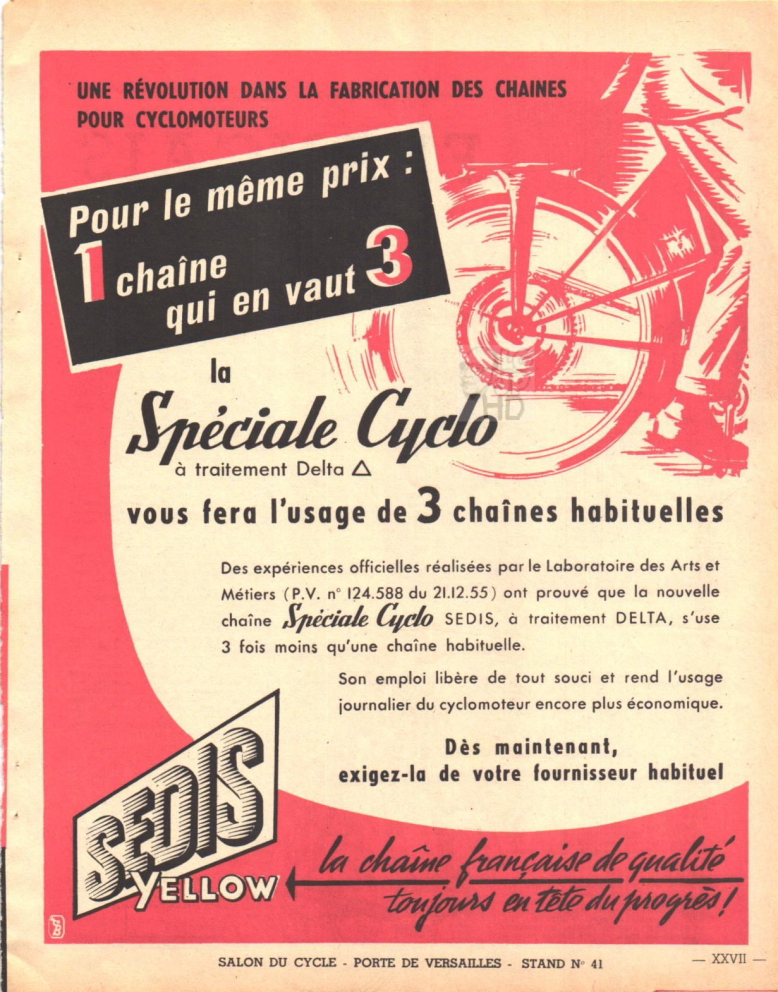 UNE RÉVOLUTION DANS LA FABRICATION DES CHAINES
POUR CYCLOMOTEURS
Pour le même prix :
1 chaîne
qui en vaut 3
la
Spéciale Cyclo
à traitement Delta △
vous fera l'usage de 3 chaînes habituelles
Des expériences officielles réalisées par le Laboratoire des Arts et
Métiers (P.V. n° 124.588 du 21.12.55) ont prouvé que la nouvelle
chaîne Spéciale Cyclo SEDIS, à traitement DELTA, s'use
3 fois moins qu'une chaîne habituelle.
Son emploi libère de tout souci et rend l'usage
journalier du cyclomoteur encore plus économique.
Dès maintenant,
exigez-la de votre fournisseur habituel
SEDIS
YELLOW
la chaîne française de qualité
toujours en tête du progrès !
SALON DU CYCLE - PORTE DE VERSAILLES - STAND N° 41
— XXVII —